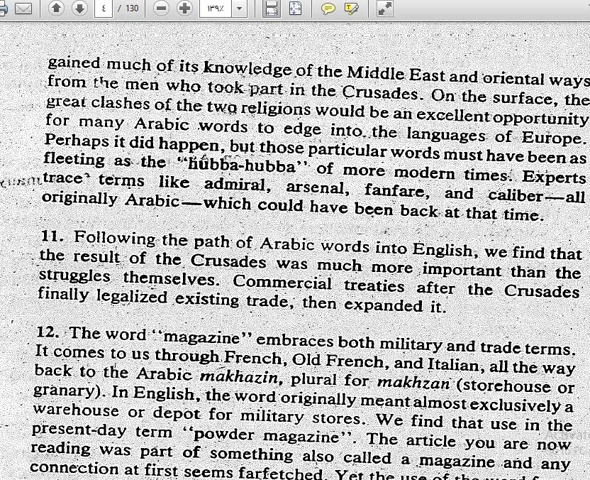 ٤ / 130 ١٣٩٪
gained much of its knowledge of the Middle East and oriental ways
from the men who took part in the Crusades. On the surface, the
great clashes of the two religions would be an excellent opportunity
for many Arabic words to edge into the languages of Europe.
Perhaps it did happen, but those particular words must have been as
fleeting as the "hubba-hubba" of more modern times. Experts
trace terms like admiral, arsenal, fanfare, and caliber—all
originally Arabic—which could have been back at that time.
11. Following the path of Arabic words into English, we find that
the result of the Crusades was much more important than the
struggles themselves. Commercial treaties after the Crusades
finally legalized existing trade, then expanded it.
12. The word "magazine" embraces both military and trade terms.
It comes to us through French, Old French, and Italian, all the way
back to the Arabic makhazin, plural for makhzan (storehouse or
granary). In English, the word originally meant almost exclusively a
warehouse or depot for military stores. We find that use in the
present-day term "powder magazine". The article you are now
reading was part of something also called a magazine and any
connection at first seems farfetched. Yet the use of the word